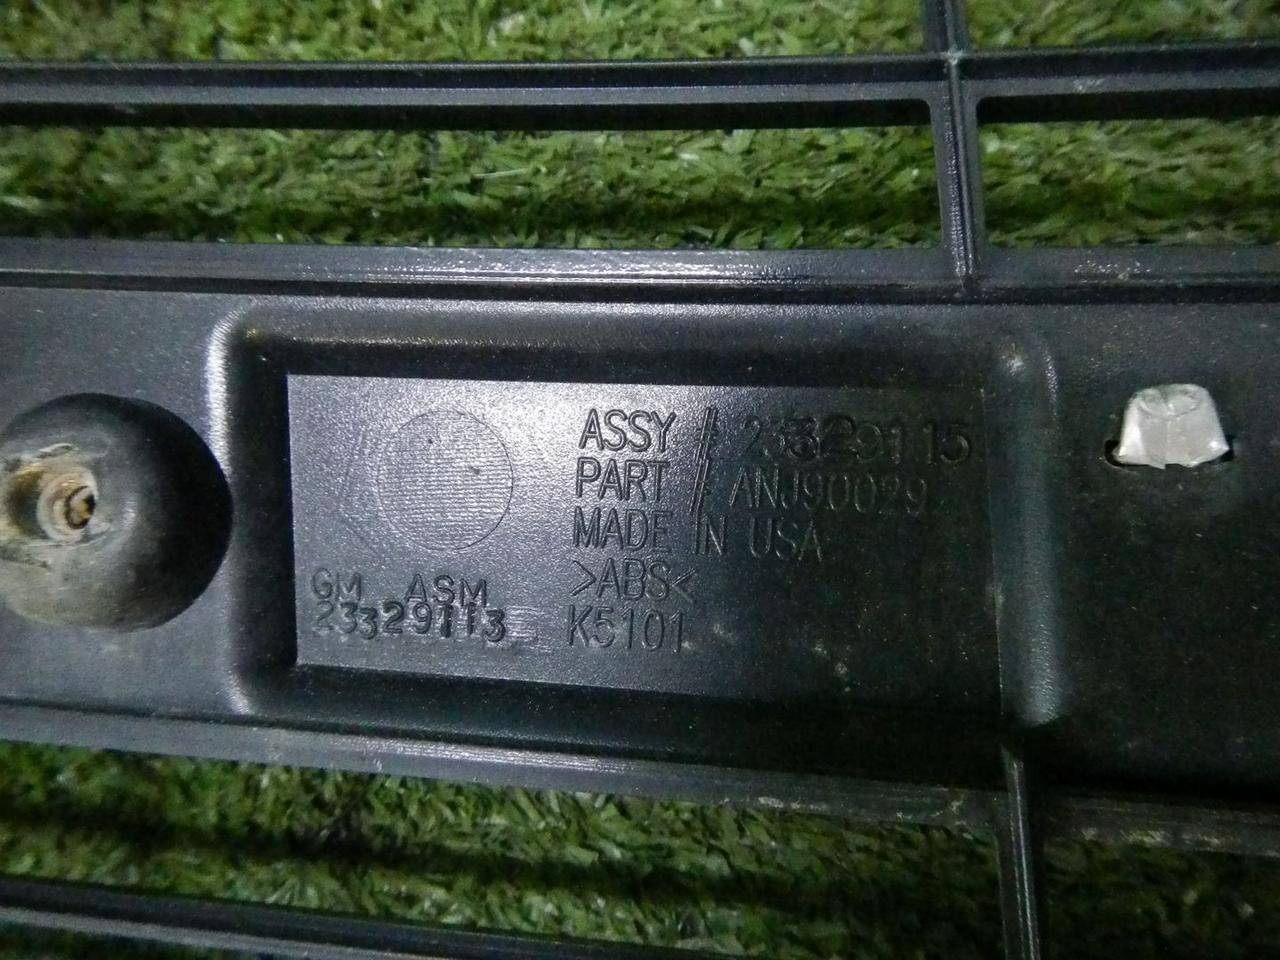 ASSY # 23329115
PART # ANJ90029
MADE IN USA
>ABS<
K5101
GM ASM
23329113